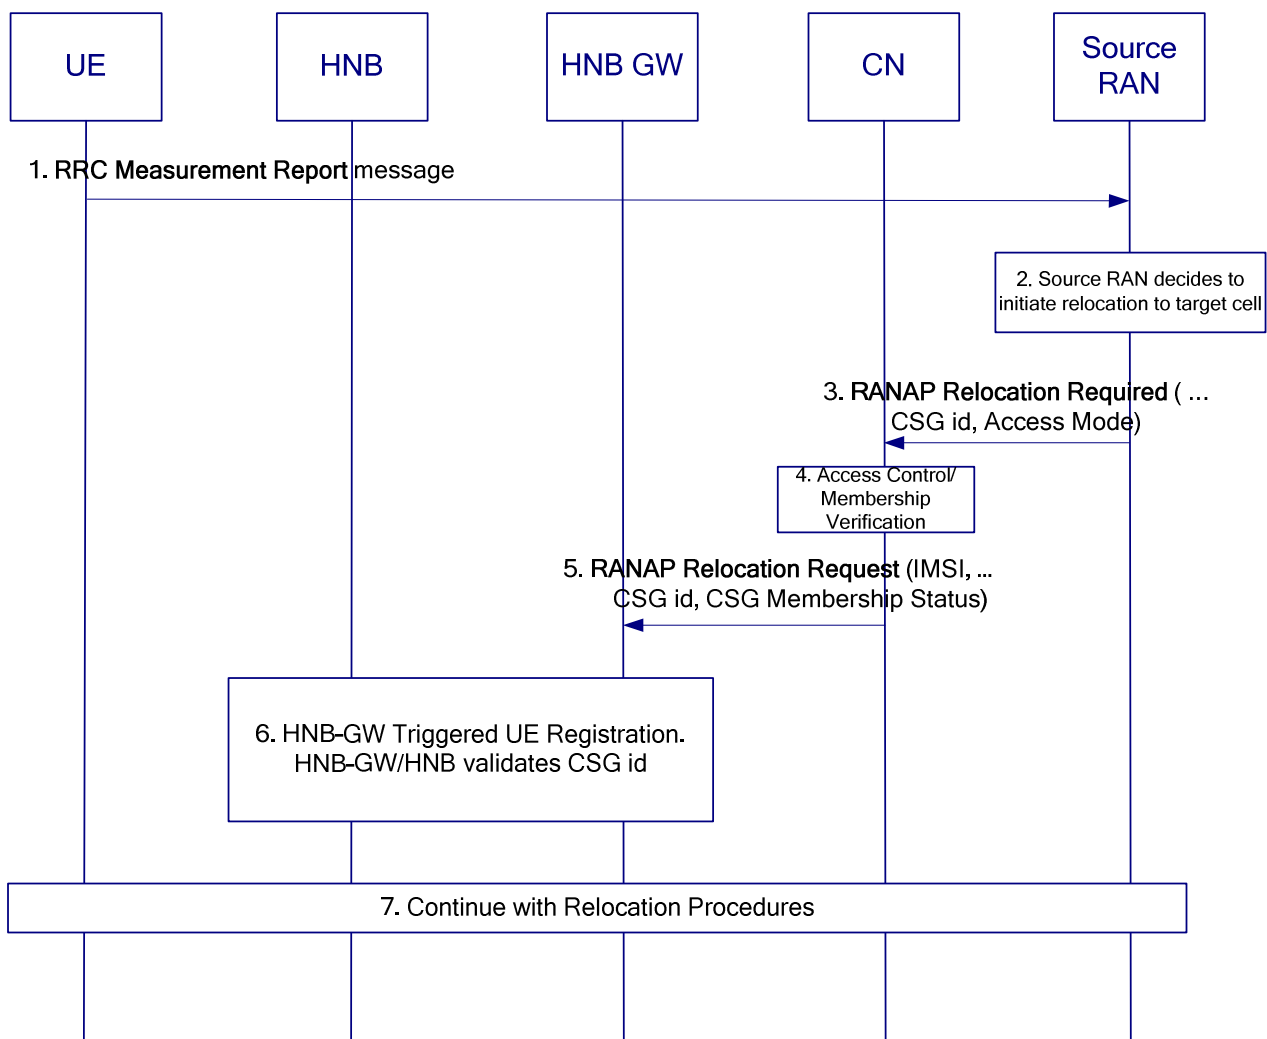 UE
HNB
HNB GW
CN
Source
RAN
1. RRC Measurement Report message
2. Source RAN decides to
initiate relocation to target cell
3. RANAP Relocation Required ( ...
CSG id, Access Mode)
4. Access Control/
Membership
Verification
5. RANAP Relocation Request (IMSI, ...
CSG id, CSG Membership Status)
6. HNB-GW Triggered UE Registration.
HNB-GW/HNB validates CSG id
7. Continue with Relocation Procedures